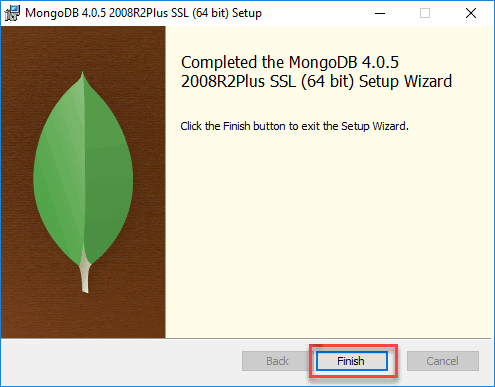 MongoDB 4.0.5 2008R2Plus SSL (64 bit) Setup
Completed the MongoDB 4.0.5
2008R2Plus SSL (64 bit) Setup Wizard
Click the Finish button to exit the Setup Wizard.
Back
Finish
Cancel